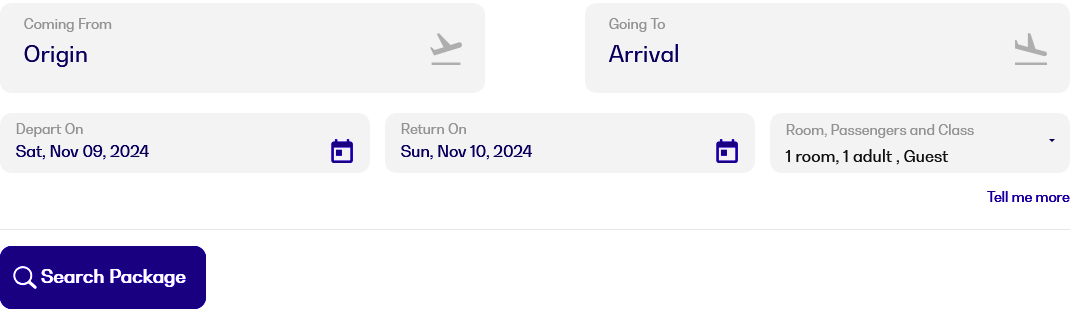 Coming From
Origin
Going To
Arrival
Depart On
Sat, Nov 09, 2024
Return On
Sun, Nov 10, 2024
Room, Passengers and Class
1 room, 1 adult , Guest
Tell me more
Search Package